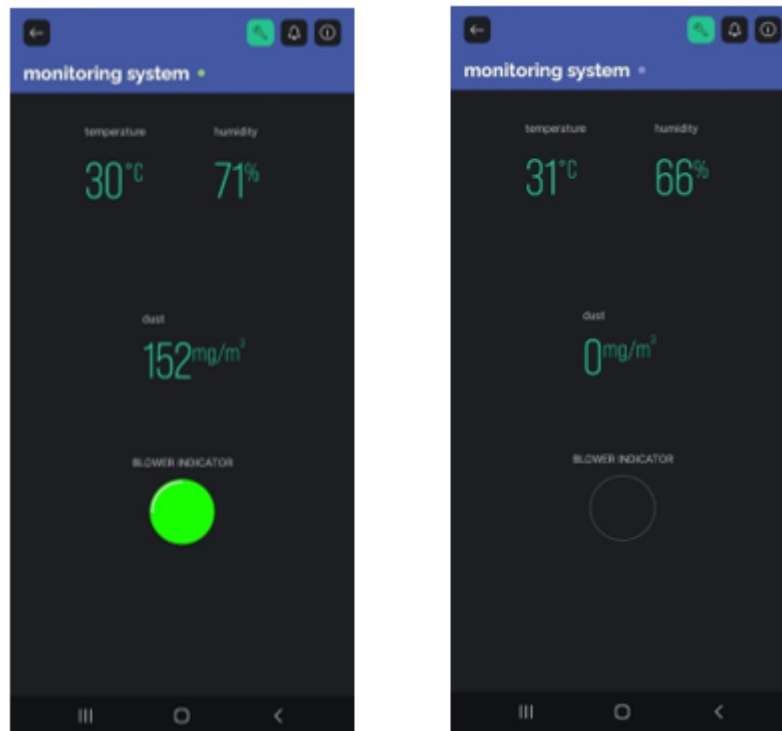 monitoring system
temperature humidity
30°C 71%
dust
152mg/m³
BLOWER INDICATOR
monitoring system
temperature humidity
31°C 66%
dust
0mg/m³
BLOWER INDICATOR